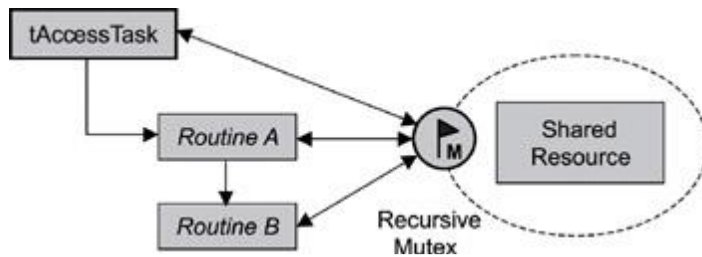 tAccessTask
Routine A
Routine B
M
Shared
Resource
Recursive
Mutex